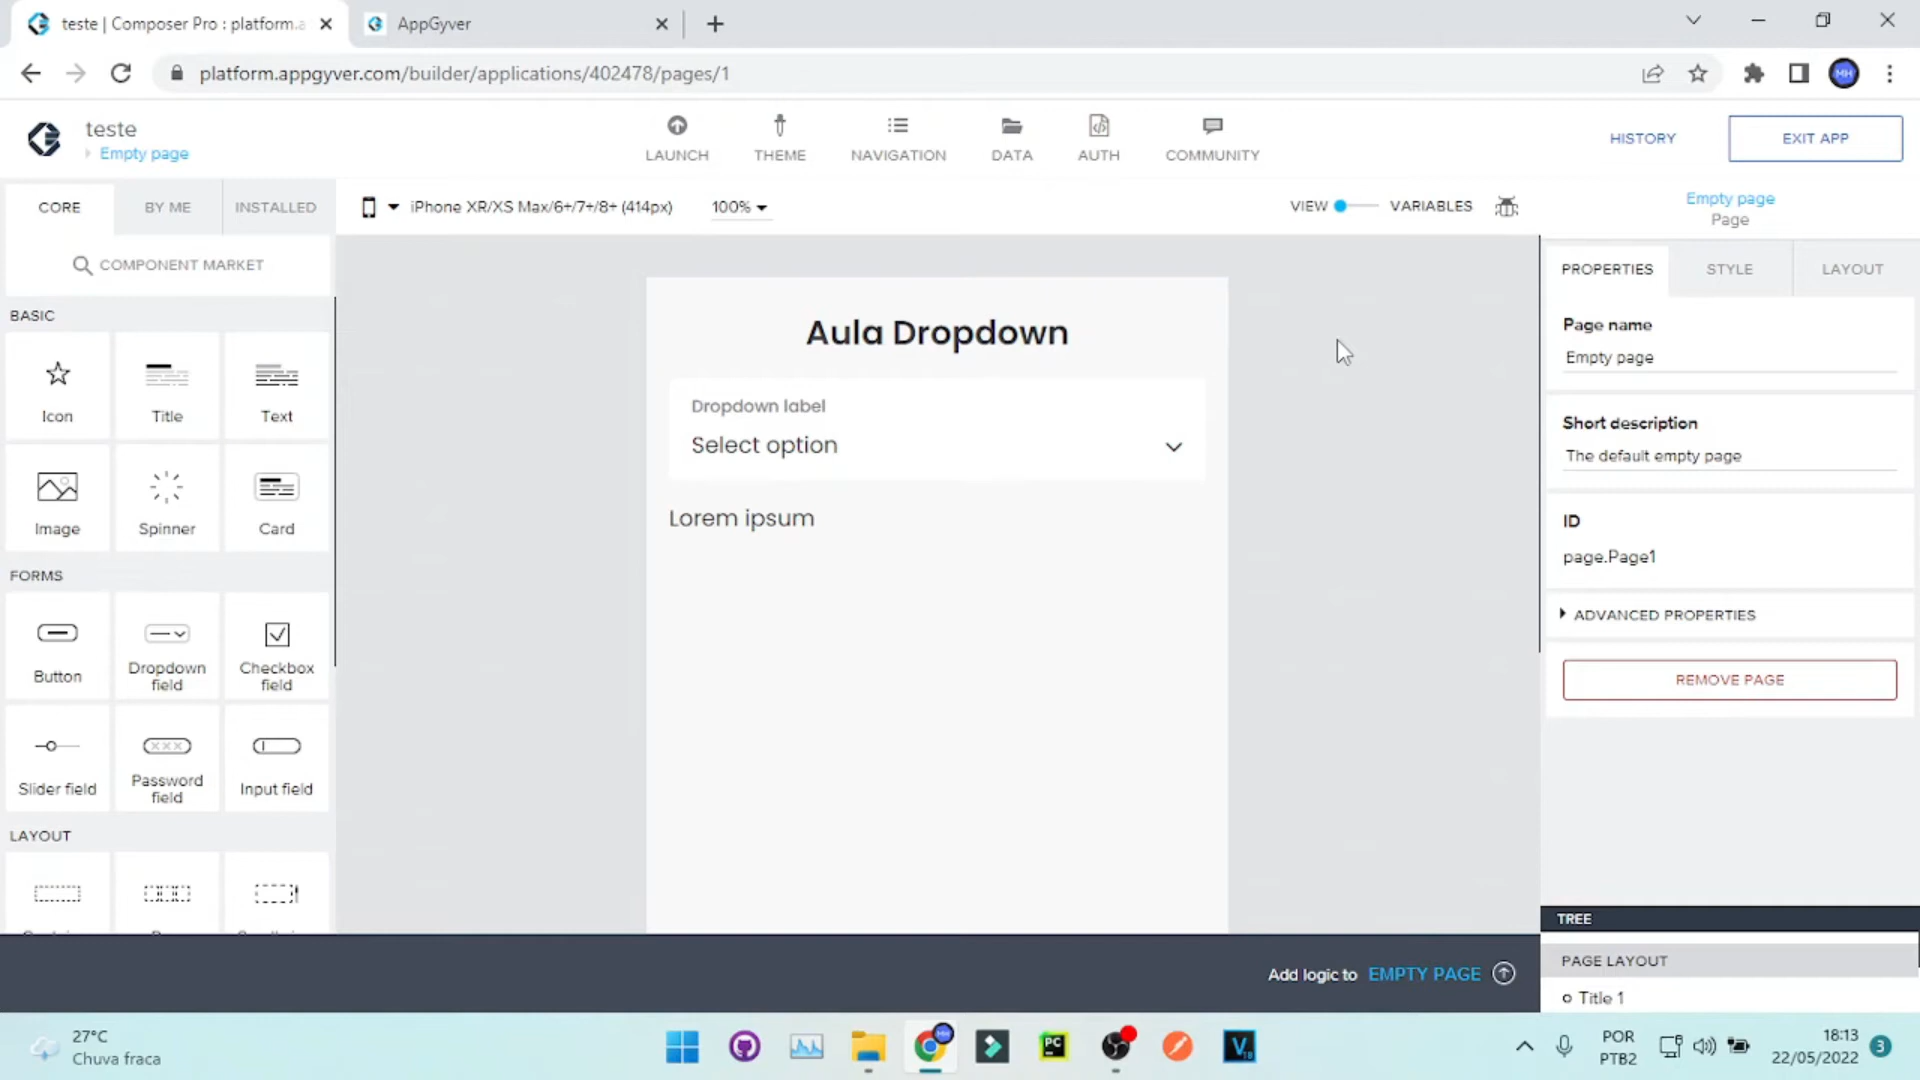 teste | Composer Pro : platform.a
AppGyver
platform.appgyver.com/builder/applications/402478/pages/1
MH
teste
Empty page
LAUNCH
THEME
NAVIGATION
DATA
AUTH
COMMUNITY
HISTORY
EXIT APP
CORE
BY ME
INSTALLED
iPhone XR/XS Max/6+/7+/8+ (414px)
100%
VIEW
VARIABLES
Empty page
Page
COMPONENT MARKET
PROPERTIES
STYLE
LAYOUT
BASIC
Icon
Title
Text
Image
Spinner
Card
FORMS
Button
Dropdown
field
Checkbox
field
Slider field
XXX
Password
field
Input field
LAYOUT
Aula Dropdown
Dropdown label
Select option
Lorem ipsum
Page name
Empty page
Short description
The default empty page
ID
page.Page1
ADVANCED PROPERTIES
REMOVE PAGE
TREE
PAGE LAYOUT
Title 1
Add logic to EMPTY PAGE
27°C
Chuva fraca
PC
V
18
POR
PTB2
18:13
22/05/2022
3